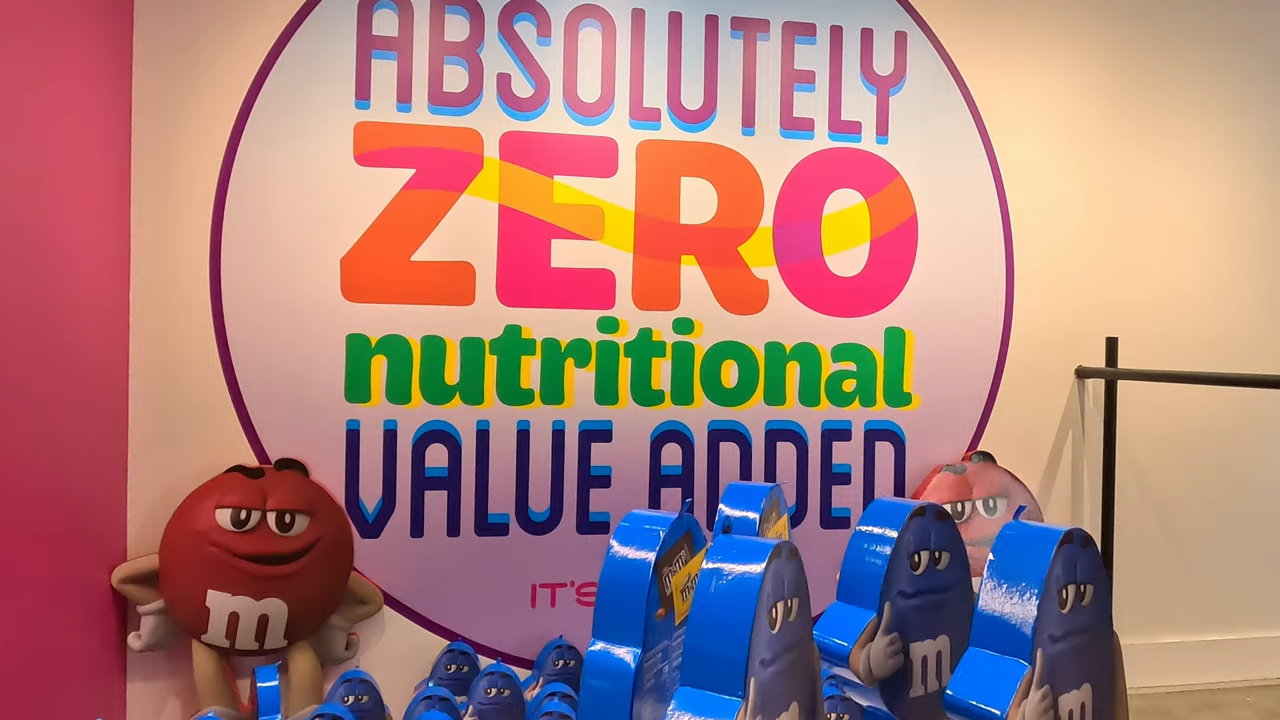 ABSOLUTELY
ZERO
nutritional
VALUE ADDED
IT'S
m
m&m's
m&m's
m
m
m